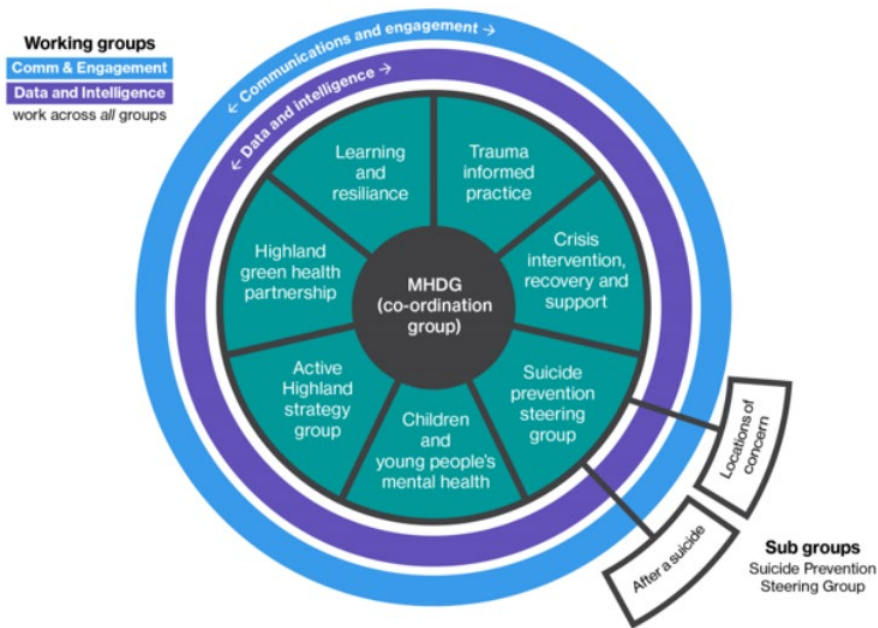 Working groups
Comm & Engagement
Data and Intelligence
work across all groups
← Communications and engagement →
← Data and intelligence →
Learning
and
resiliance
Trauma
informed
practice
Crisis
intervention,
recovery and
support
Suicide
prevention
steering
group
Children
and
young people's
mental health
Active
Highland
strategy
group
Highland
green health
partnership
MHDG
(co-ordination
group)
Locations of
concern
After a suicide
Sub groups
Suicide Prevention
Steering Group